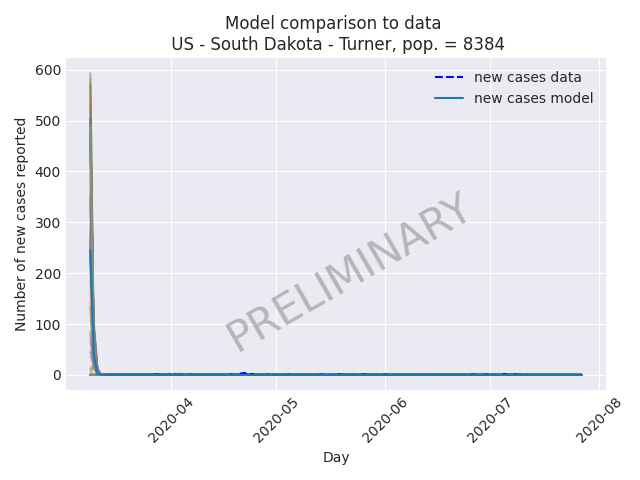 Model comparison to data
US - South Dakota - Turner, pop. = 8384
new cases data
new cases model
PRELIMINARY
Number of new cases reported
600
500
400
300
200
100
0
2020-04
2020-05
2020-06
2020-07
2020-08
Day